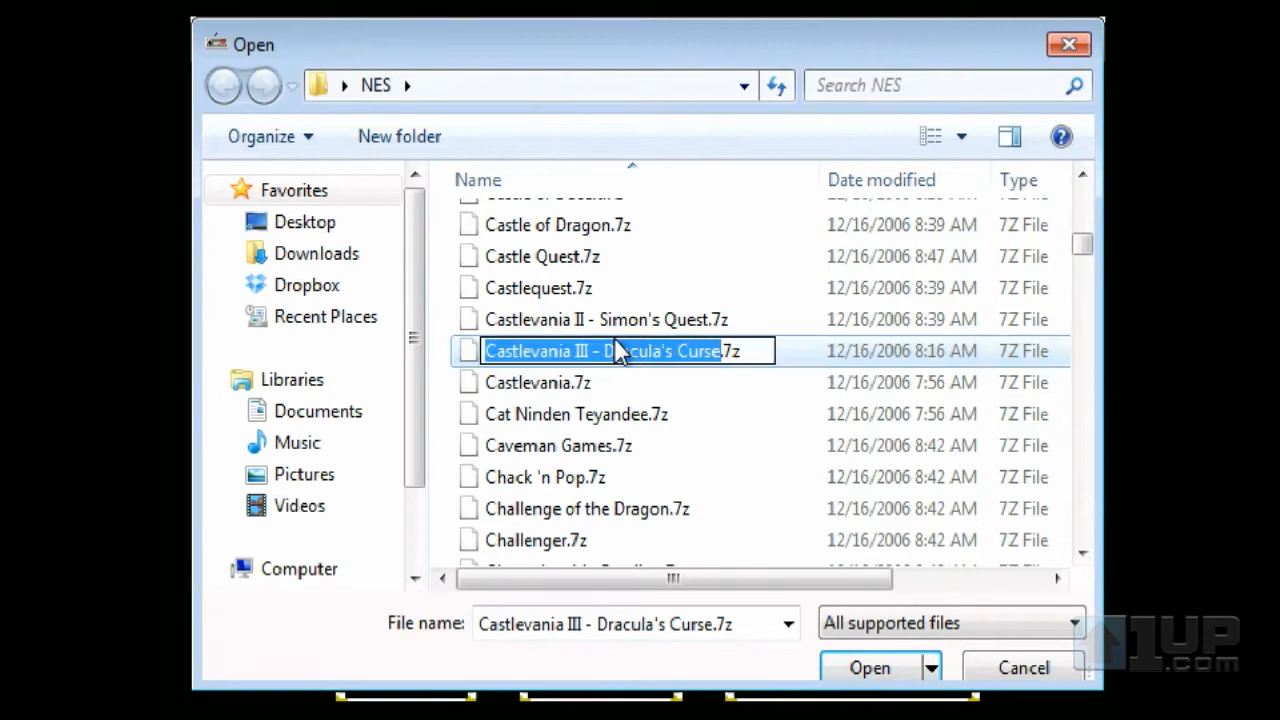 Open
NES
Search NES
Organize
New folder
Name
Date modified
Type
Favorites
Desktop
Downloads
Dropbox
Recent Places
Libraries
Documents
Music
Pictures
Videos
Computer
Castle of Dragon.7z 12/16/2006 8:39 AM 7Z File
Castle Quest.7z 12/16/2006 8:47 AM 7Z File
Castlequest.7z 12/16/2006 8:39 AM 7Z File
Castlevania II - Simon's Quest.7z 12/16/2006 8:39 AM 7Z File
Castlevania III - Dracula's Curse.7z 12/16/2006 8:16 AM 7Z File
Castlevania.7z 12/16/2006 7:56 AM 7Z File
Cat Ninden Teyandee.7z 12/16/2006 7:56 AM 7Z File
Caveman Games.7z 12/16/2006 8:42 AM 7Z File
Chack 'n Pop.7z 12/16/2006 8:42 AM 7Z File
Challenge of the Dragon.7z 12/16/2006 8:42 AM 7Z File
Challenger.7z 12/16/2006 8:42 AM 7Z File
File name: Castlevania III - Dracula's Curse.7z
All supported files
Open
Cancel
1UP
.com